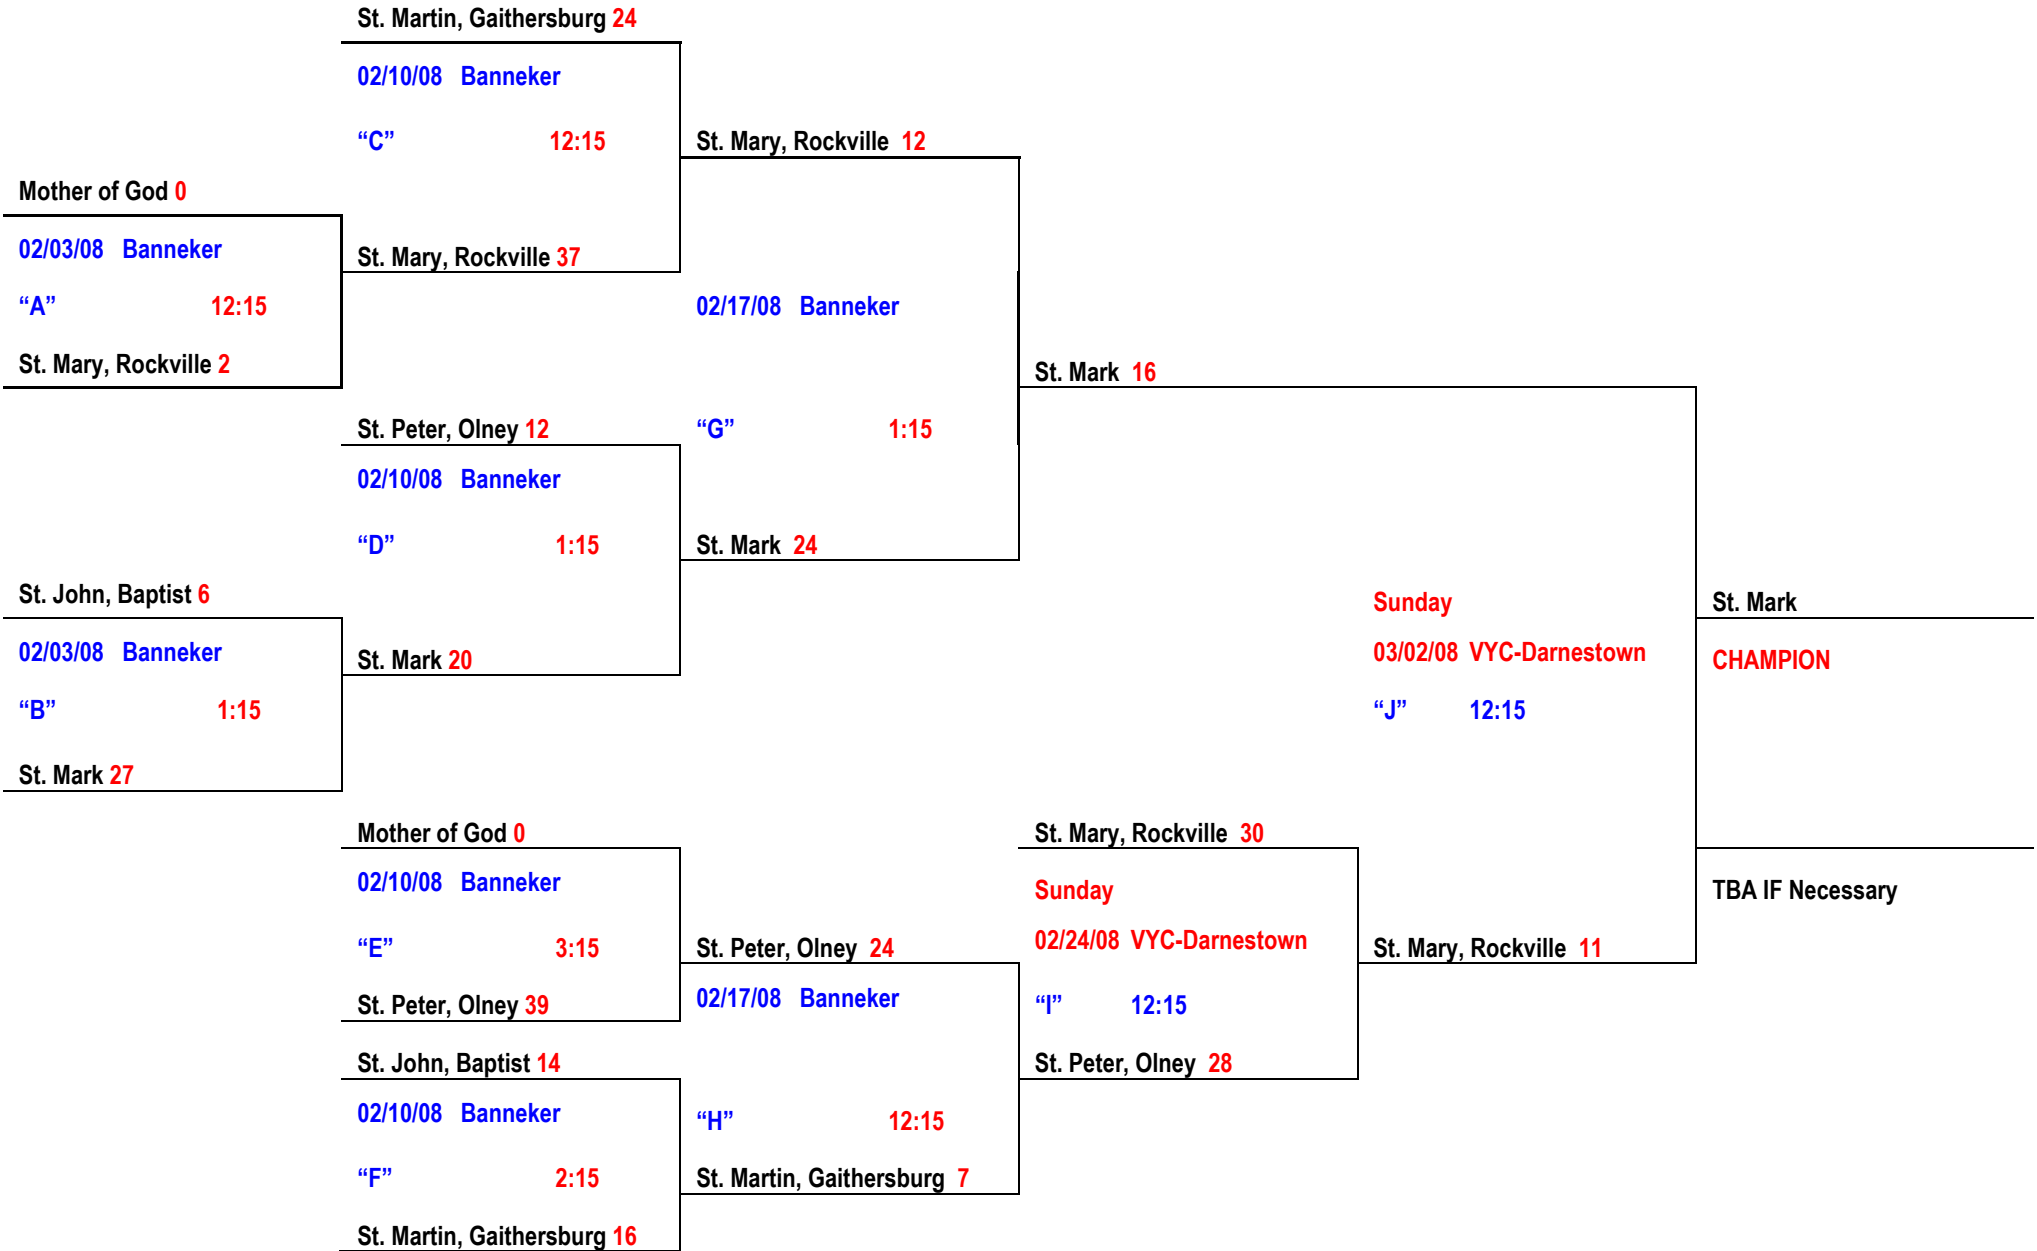 St. Martin, Gaithersburg 24
02/10/08 Banneker
“C” 12:15
St. Mary, Rockville 12
Mother of God 0
02/03/08 Banneker
St. Mary, Rockville 37
“A” 12:15
02/17/08 Banneker
St. Mary, Rockville 2
St. Mark 16
St. Peter, Olney 12
“G” 1:15
02/10/08 Banneker
“D” 1:15
St. Mark 24
St. John, Baptist 6
Sunday
St. Mark
02/03/08 Banneker
St. Mark 20
03/02/08 VYC-Darnestown
CHAMPION
“B” 1:15
“J” 12:15
St. Mark 27
Mother of God 0
St. Mary, Rockville 30
02/10/08 Banneker
Sunday
TBA IF Necessary
“E” 3:15
St. Peter, Olney 24
02/24/08 VYC-Darnestown
St. Mary, Rockville 11
St. Peter, Olney 39
02/17/08 Banneker
“I” 12:15
St. John, Baptist 14
St. Peter, Olney 28
02/10/08 Banneker
“H” 12:15
“F” 2:15
St. Martin, Gaithersburg 7
St. Martin, Gaithersburg 16